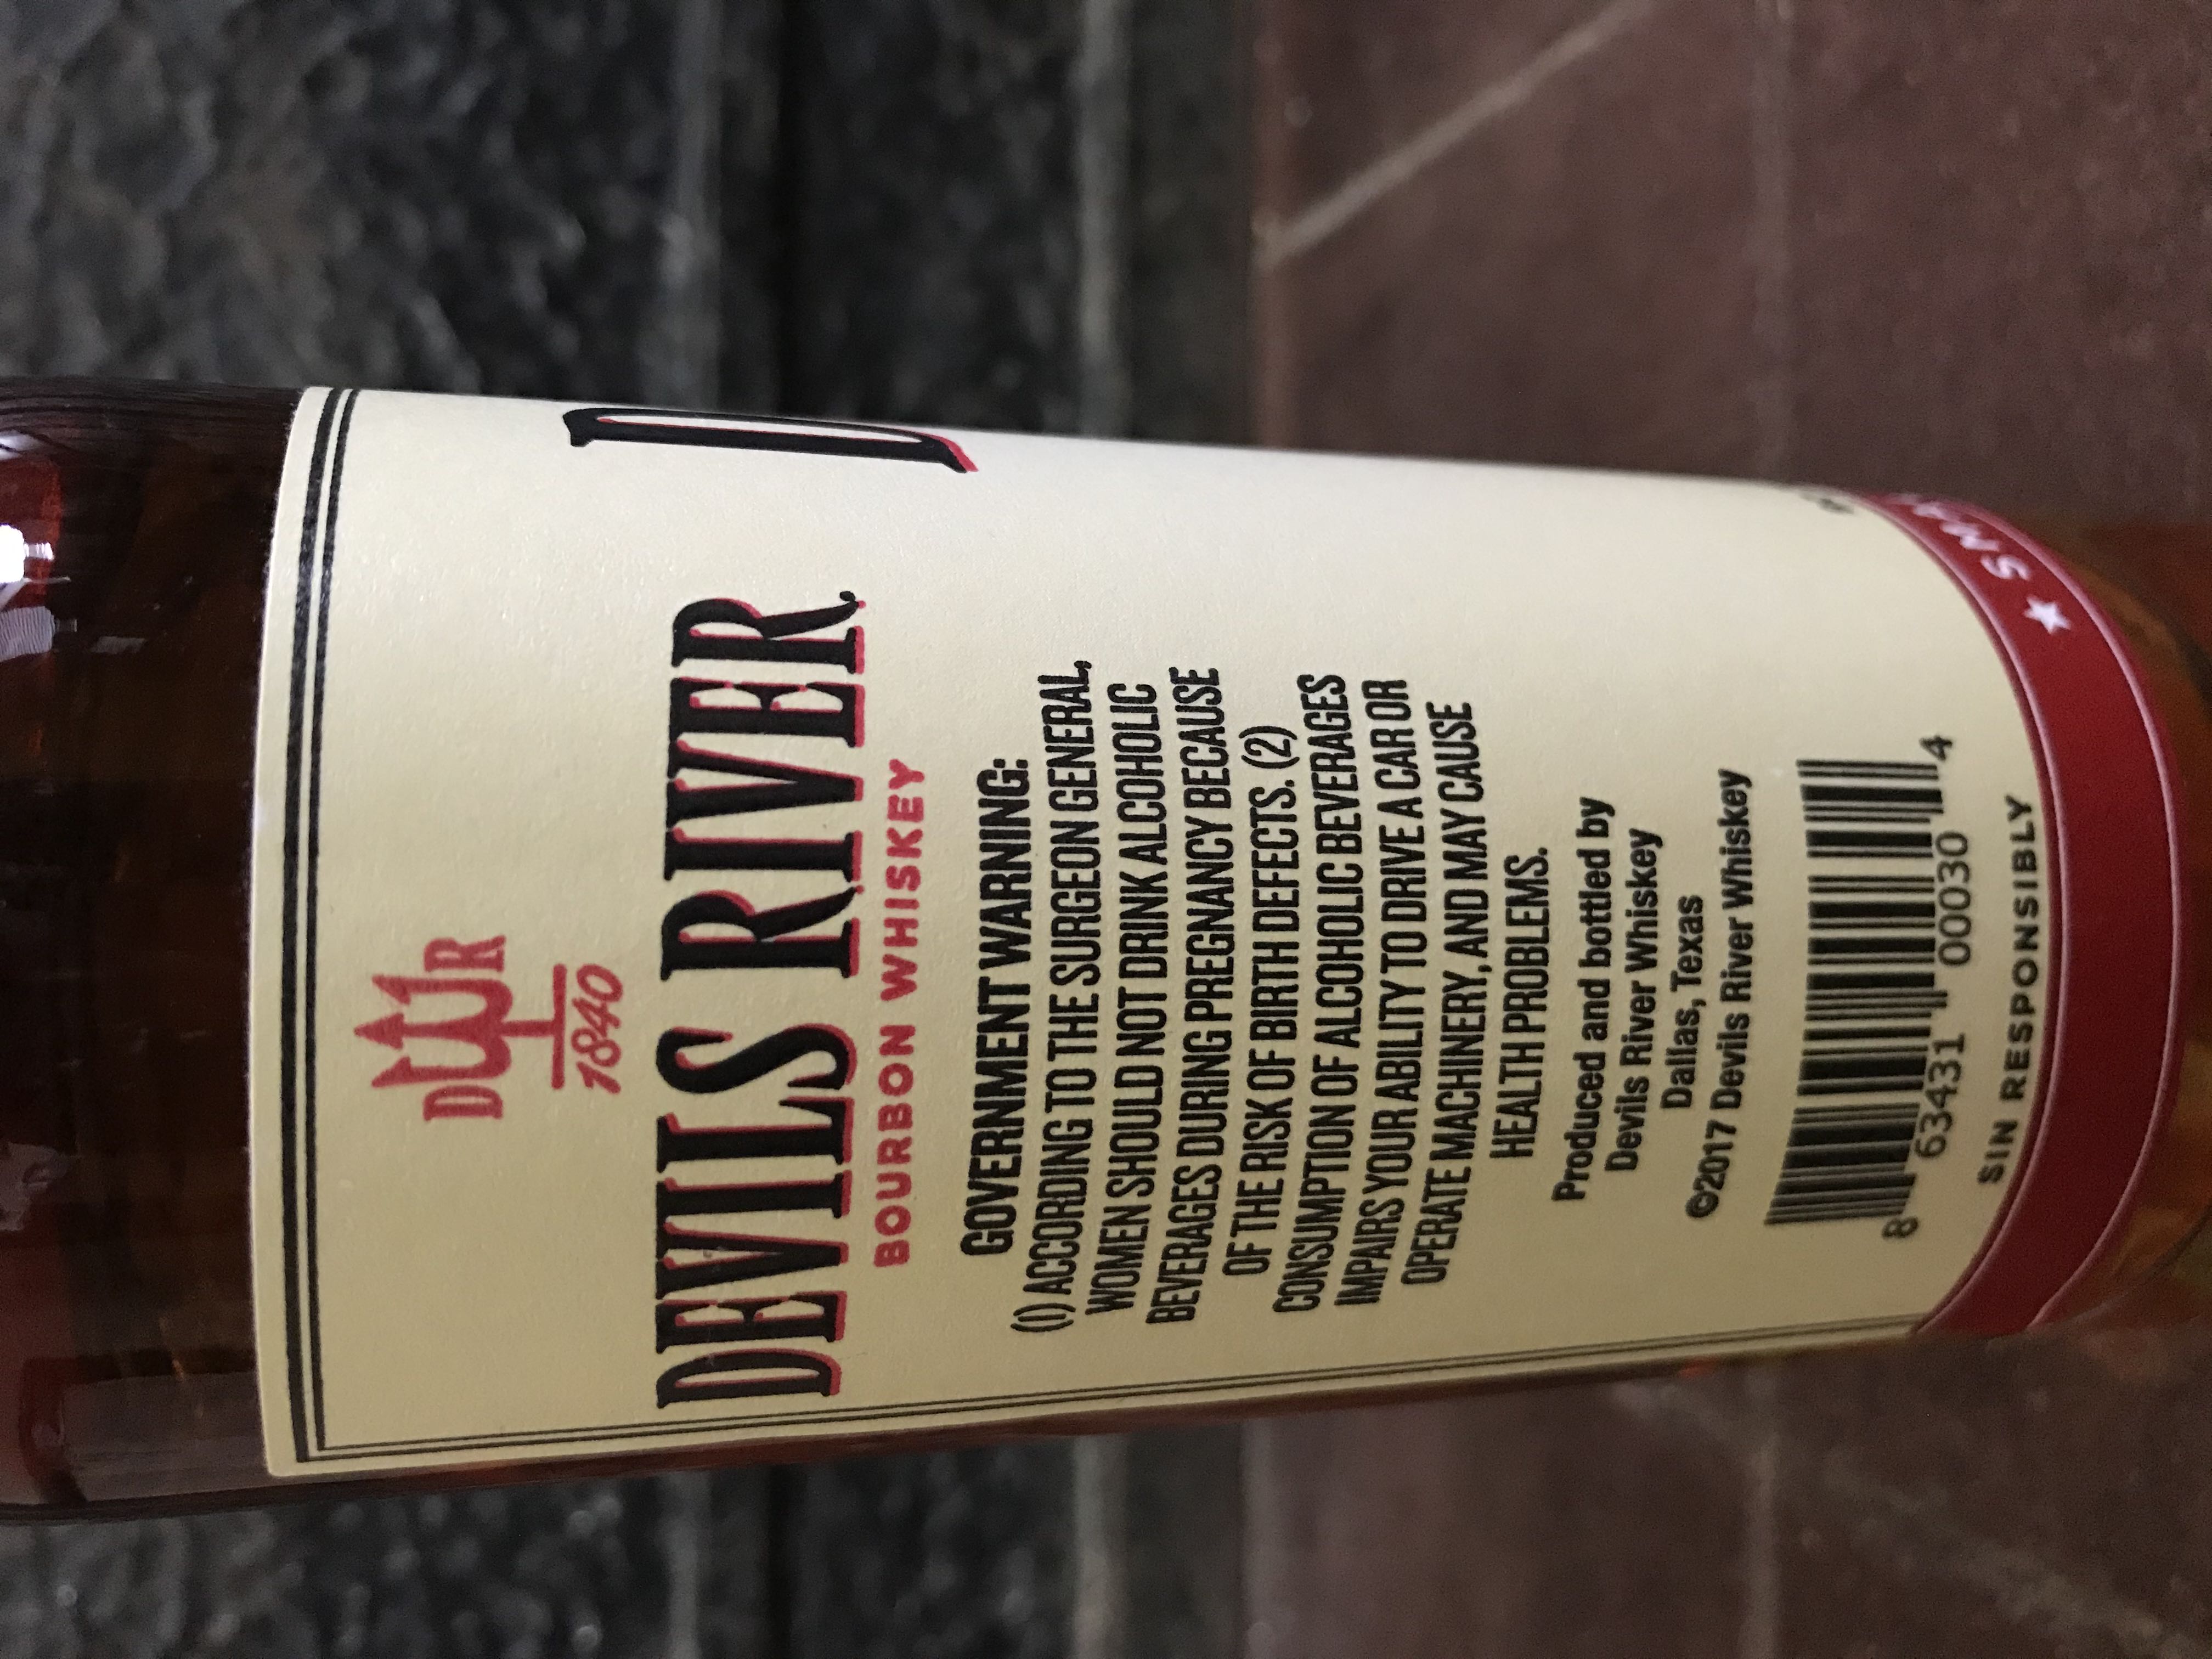 D R
1840
DEVILS RIVER
BOURBON WHISKEY
GOVERNMENT WARNING:
(1) ACCORDING TO THE SURGEON GENERAL,
WOMEN SHOULD NOT DRINK ALCOHOLIC
BEVERAGES DURING PREGNANCY BECAUSE
OF THE RISK OF BIRTH DEFECTS. (2)
CONSUMPTION OF ALCOHOLIC BEVERAGES
IMPAIRS YOUR ABILITY TO DRIVE A CAR OR
OPERATE MACHINERY, AND MAY CAUSE
HEALTH PROBLEMS.
Produced and bottled by
Devils River Whiskey
Dallas, Texas
©2017 Devils River Whiskey
8 63431 00030 4
SIN RESPONSIBLY
D